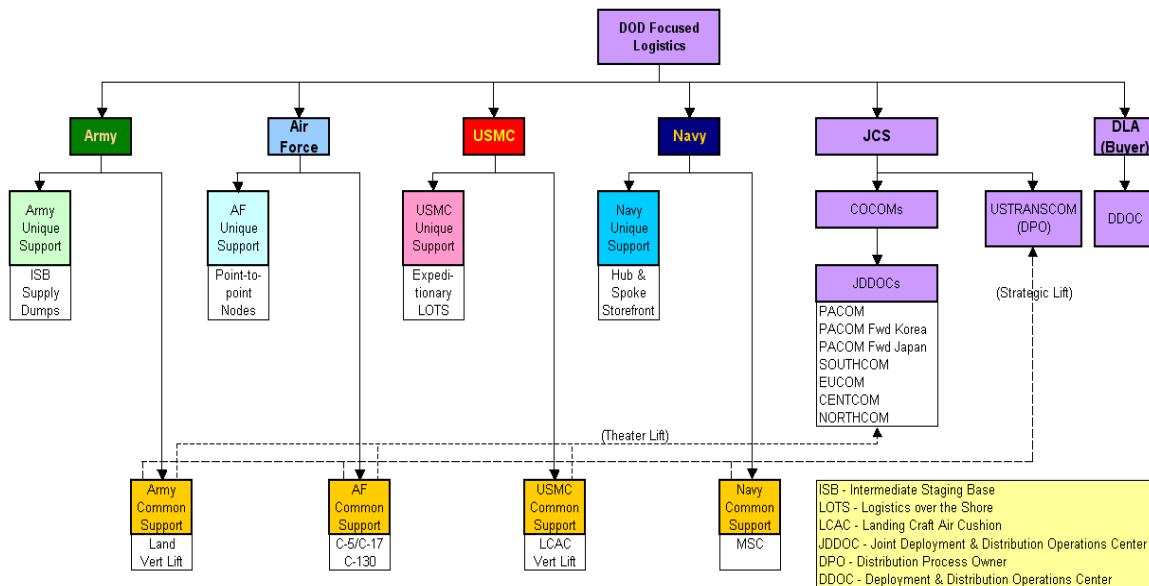 DOD Focused
Logistics
Army
Air
Force
USMC
Navy
JCS
DLA
(Buyer)
Army
Unique
Support
ISB
Supply
Dumps
AF
Unique
Support
Point-to-
point
Nodes
USMC
Unique
Support
Expedi-
tionary
LOTS
Navy
Unique
Support
Hub &
Spoke
Storefront
COCOMs
USTRANSCOM
(DPO)
DDOC
JDDOCs
PACOM
PACOM Fwd Korea
PACOM Fwd Japan
SOUTHCOM
EUCOM
CENTCOM
NORTHCOM
(Strategic Lift)
(Theater Lift)
Army
Common
Support
Land
Vert Lift
AF
Common
Support
C-5/C-17
C-130
USMC
Common
Support
LCAC
Vert Lift
Navy
Common
Support
MSC
ISB - Intermediate Staging Base
LOTS - Logistics over the Shore
LCAC - Landing Craft Air Cushion
JDDOC - Joint Deployment & Distribution Operations Center
DPO - Distribution Process Owner
DDOC - Deployment & Distribution Operations Center